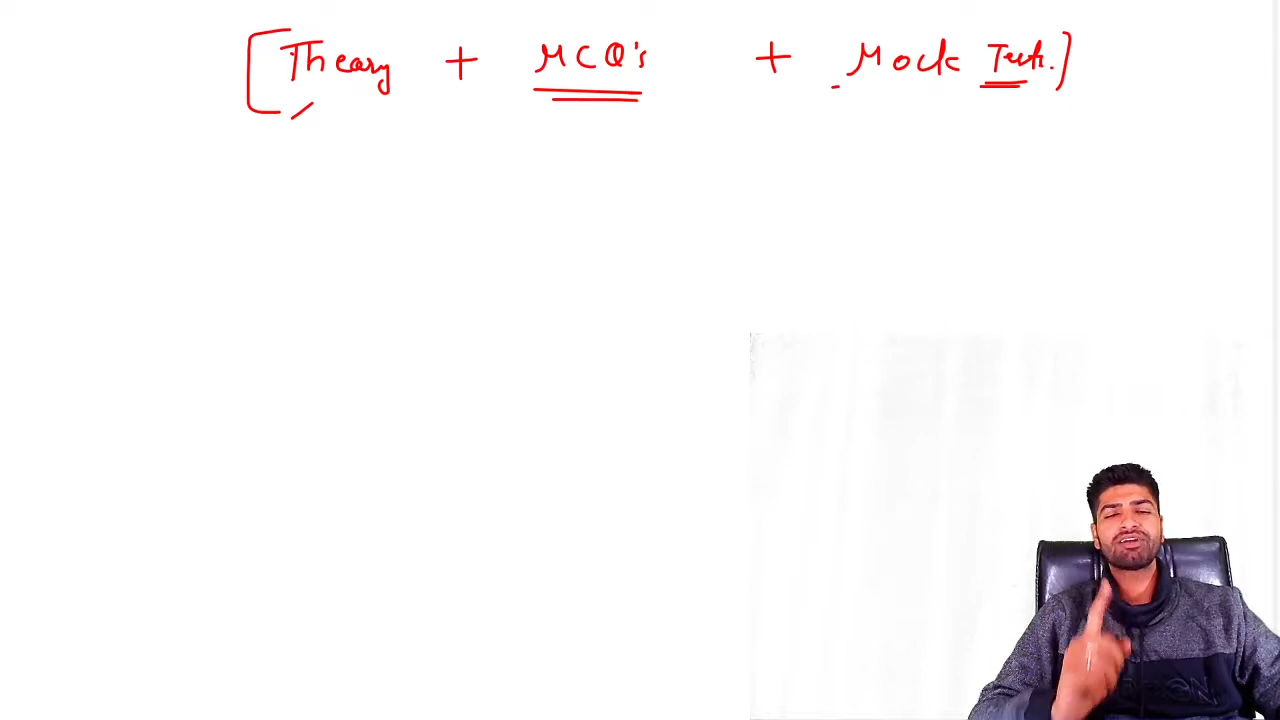 [Theory + MCQ's + Mock Test.]